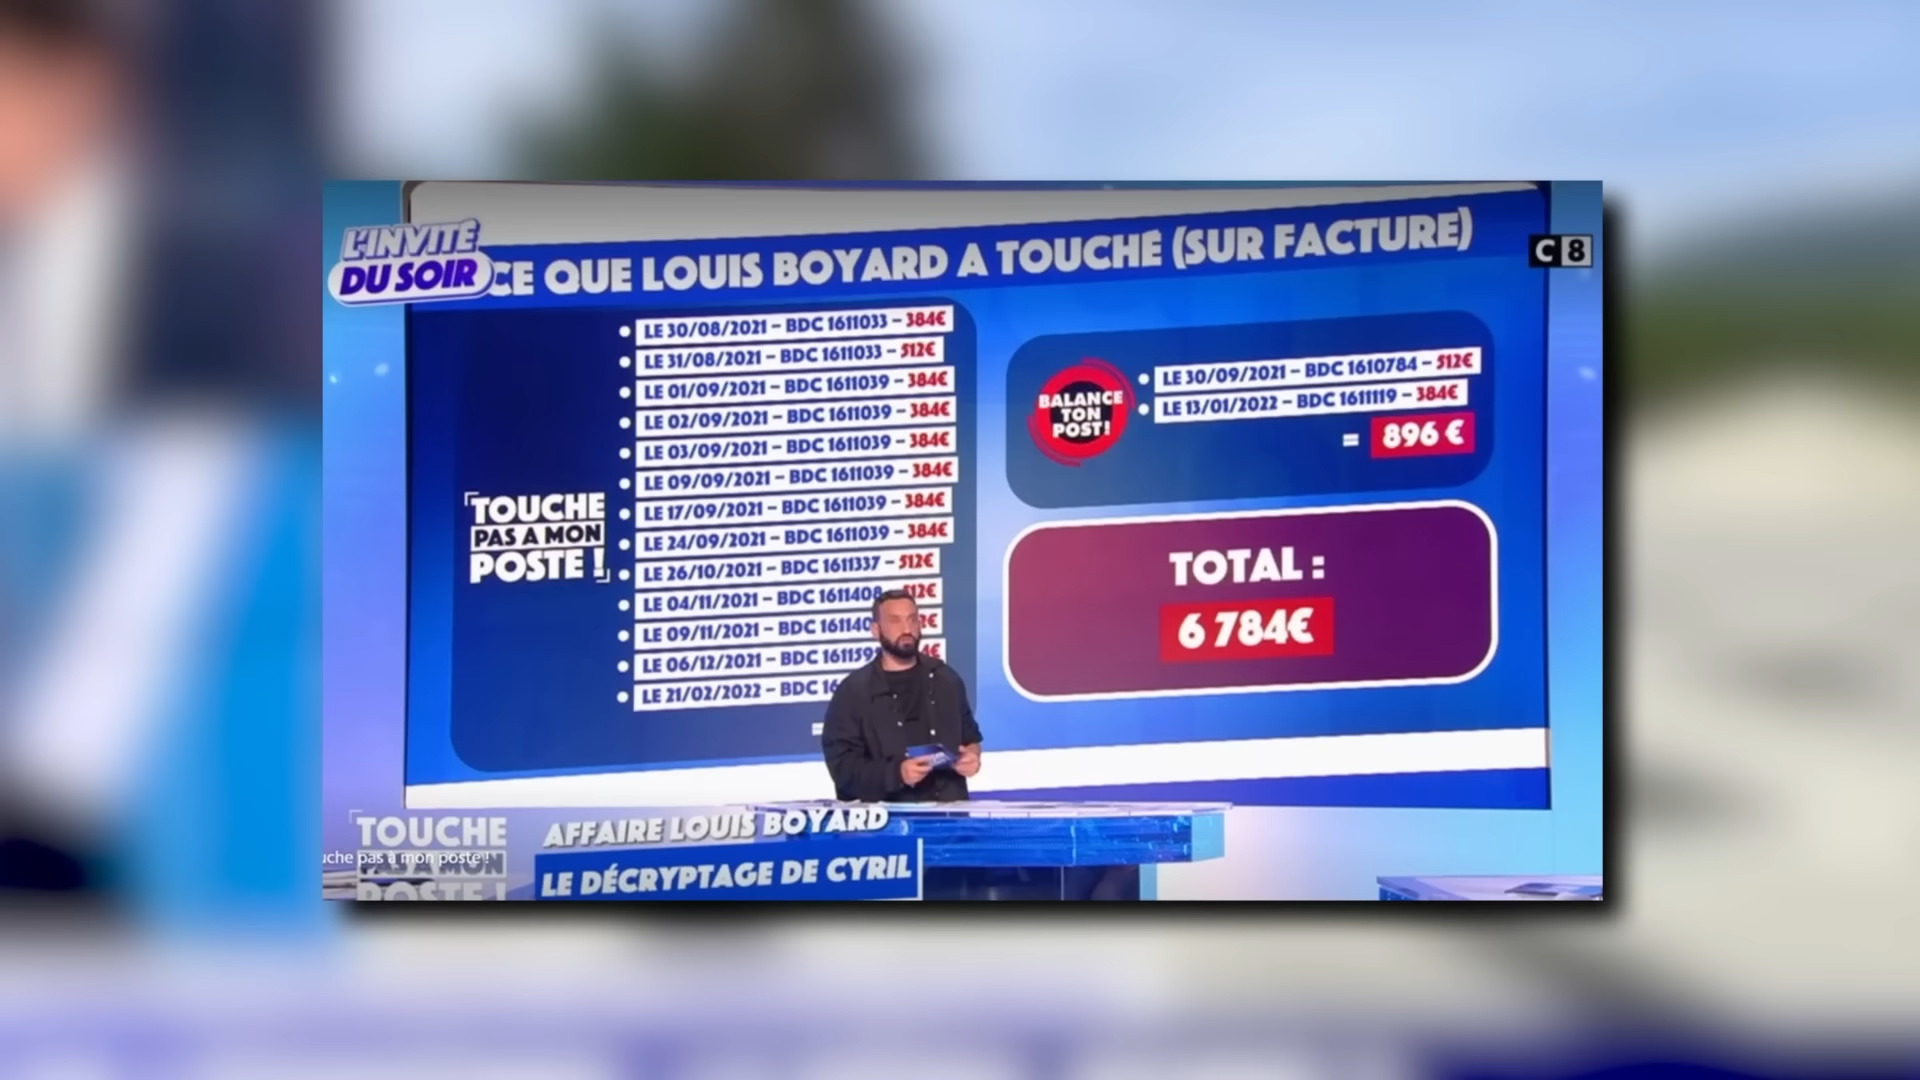 L'INVITÉ
DU SOIR
CE QUE LOUIS BOYARD A TOUCHÉ (SUR FACTURE)
C8
TOUCHE
PAS A MON
POSTE !
LE 30/08/2021 – BDC 1611033 – 384€
LE 31/08/2021 – BDC 1611033 – 512€
LE 01/09/2021 – BDC 1611039 – 384€
LE 02/09/2021 – BDC 1611039 – 384€
LE 03/09/2021 – BDC 1611039 – 384€
LE 09/09/2021 – BDC 1611039 – 384€
LE 17/09/2021 – BDC 1611039 – 384€
LE 24/09/2021 – BDC 1611039 – 384€
LE 26/10/2021 – BDC 1611337 – 512€
LE 04/11/2021 – BDC 1611408
LE 09/11/2021 – BDC
LE 06/12/2021 – BDC
LE 21/02/2022 – BDC
=
BALANCE
TON
POST!
LE 30/09/2021 – BDC 1610784 – 512€
LE 13/01/2022 – BDC 1611119 – 384€
= 896 €
TOTAL :
6 784€
TOUCHE
PAS A MON
POSTE !
uche pas a mon poste !
AFFAIRE LOUIS BOYARD
LE DÉCRYPTAGE DE CYRIL